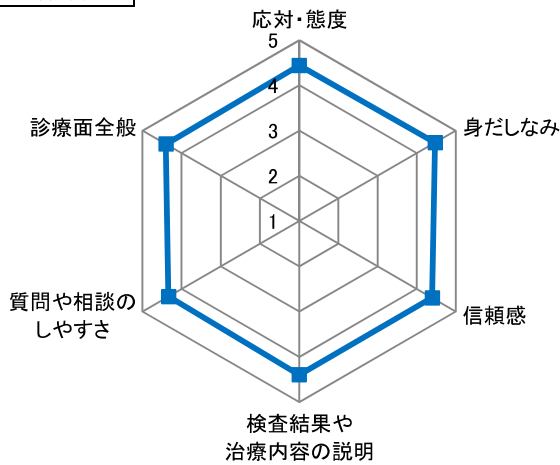 応対・態度
5
4
3
2
1
診療面全般
身だしなみ
質問や相談の
しやすさ
信頼感
検査結果や
治療内容の説明